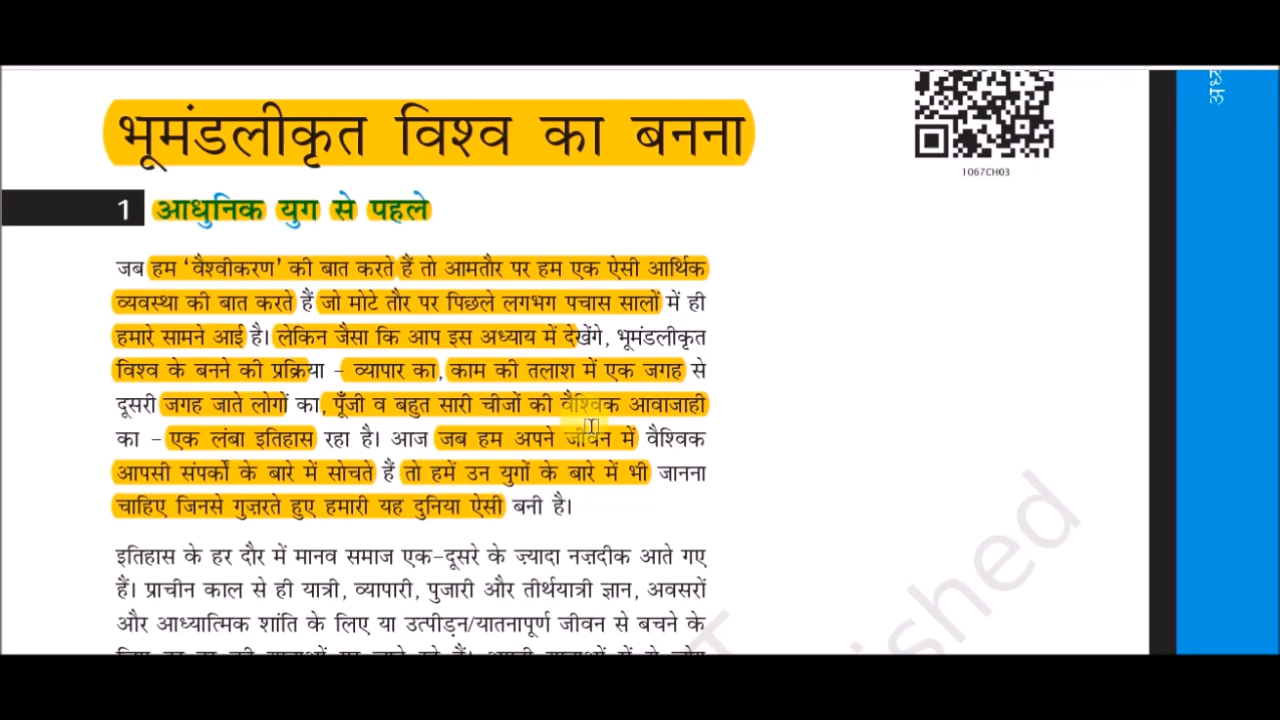 भूमंडलीकृत विश्व का बनना
1067CH03
1 आधुनिक युग से पहले
जब हम ‘वैश्वीकरण’ की बात करते हैं तो आमतौर पर हम एक ऐसी आर्थिक
व्यवस्था की बात करते हैं जो मोटे तौर पर पिछले लगभग पचास सालों में ही
हमारे सामने आई है। लेकिन जैसा कि आप इस अध्याय में देखेंगे, भूमंडलीकृत
विश्व के बनने की प्रक्रिया – व्यापार का, काम की तलाश में एक जगह से
दूसरी जगह जाते लोगों का, पूँजी व बहुत सारी चीजों की वैश्विक आवाजाही
का – एक लंबा इतिहास रहा है। आज जब हम अपने जीवन में वैश्विक
आपसी संपर्कों के बारे में सोचते हैं तो हमें उन युगों के बारे में भी जानना
चाहिए जिनसे गुज़रते हुए हमारी यह दुनिया ऐसी बनी है।
इतिहास के हर दौर में मानव समाज एक-दूसरे के ज़्यादा नज़दीक आते गए
हैं। प्राचीन काल से ही यात्री, व्यापारी, पुजारी और तीर्थयात्री ज्ञान, अवसरों
और आध्यात्मिक शांति के लिए या उत्पीड़न/यातनापूर्ण जीवन से बचने के